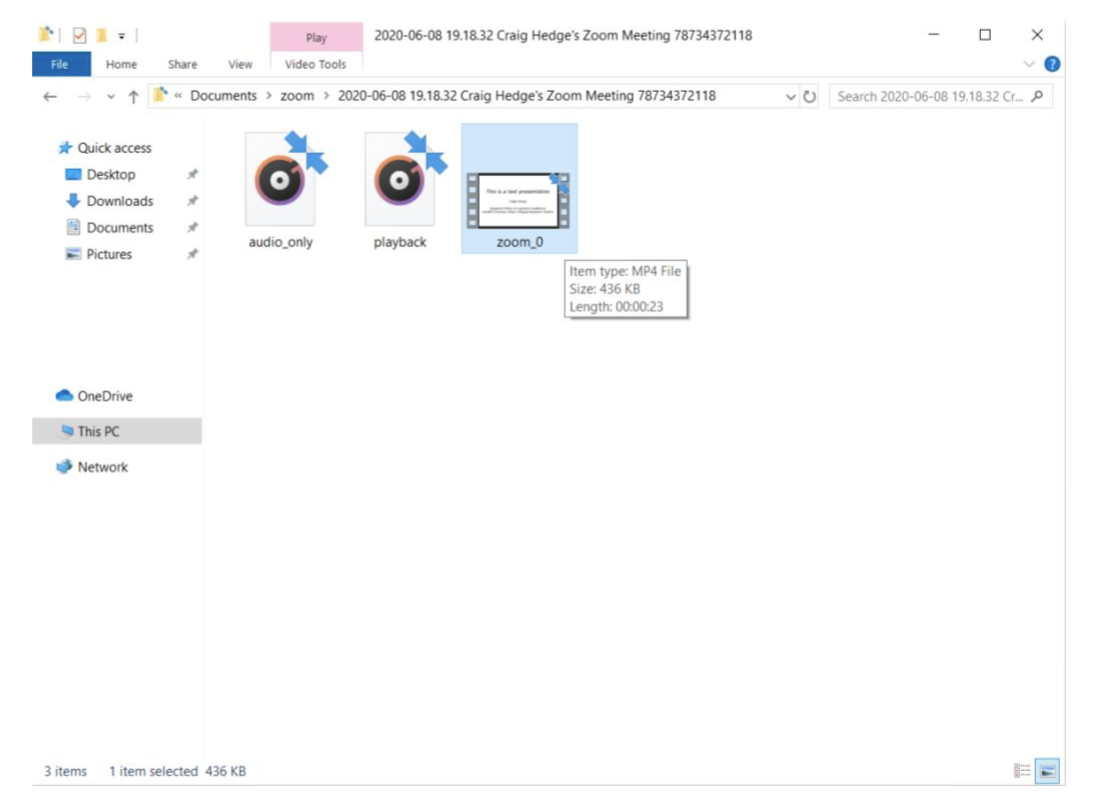 Play
2020-06-08 19.18.32 Craig Hedge's Zoom Meeting 78734372118
File Home Share View Video Tools
« Documents > zoom > 2020-06-08 19.18.32 Craig Hedge's Zoom Meeting 78734372118
Search 2020-06-08 19.18.32 Cr...
Quick access
Desktop
Downloads
Documents
Pictures
OneDrive
This PC
Network
This is a test presentation
audio_only
playback
zoom_0
Item type: MP4 File
Size: 436 KB
Length: 00:00:23
3 items 1 item selected 436 KB